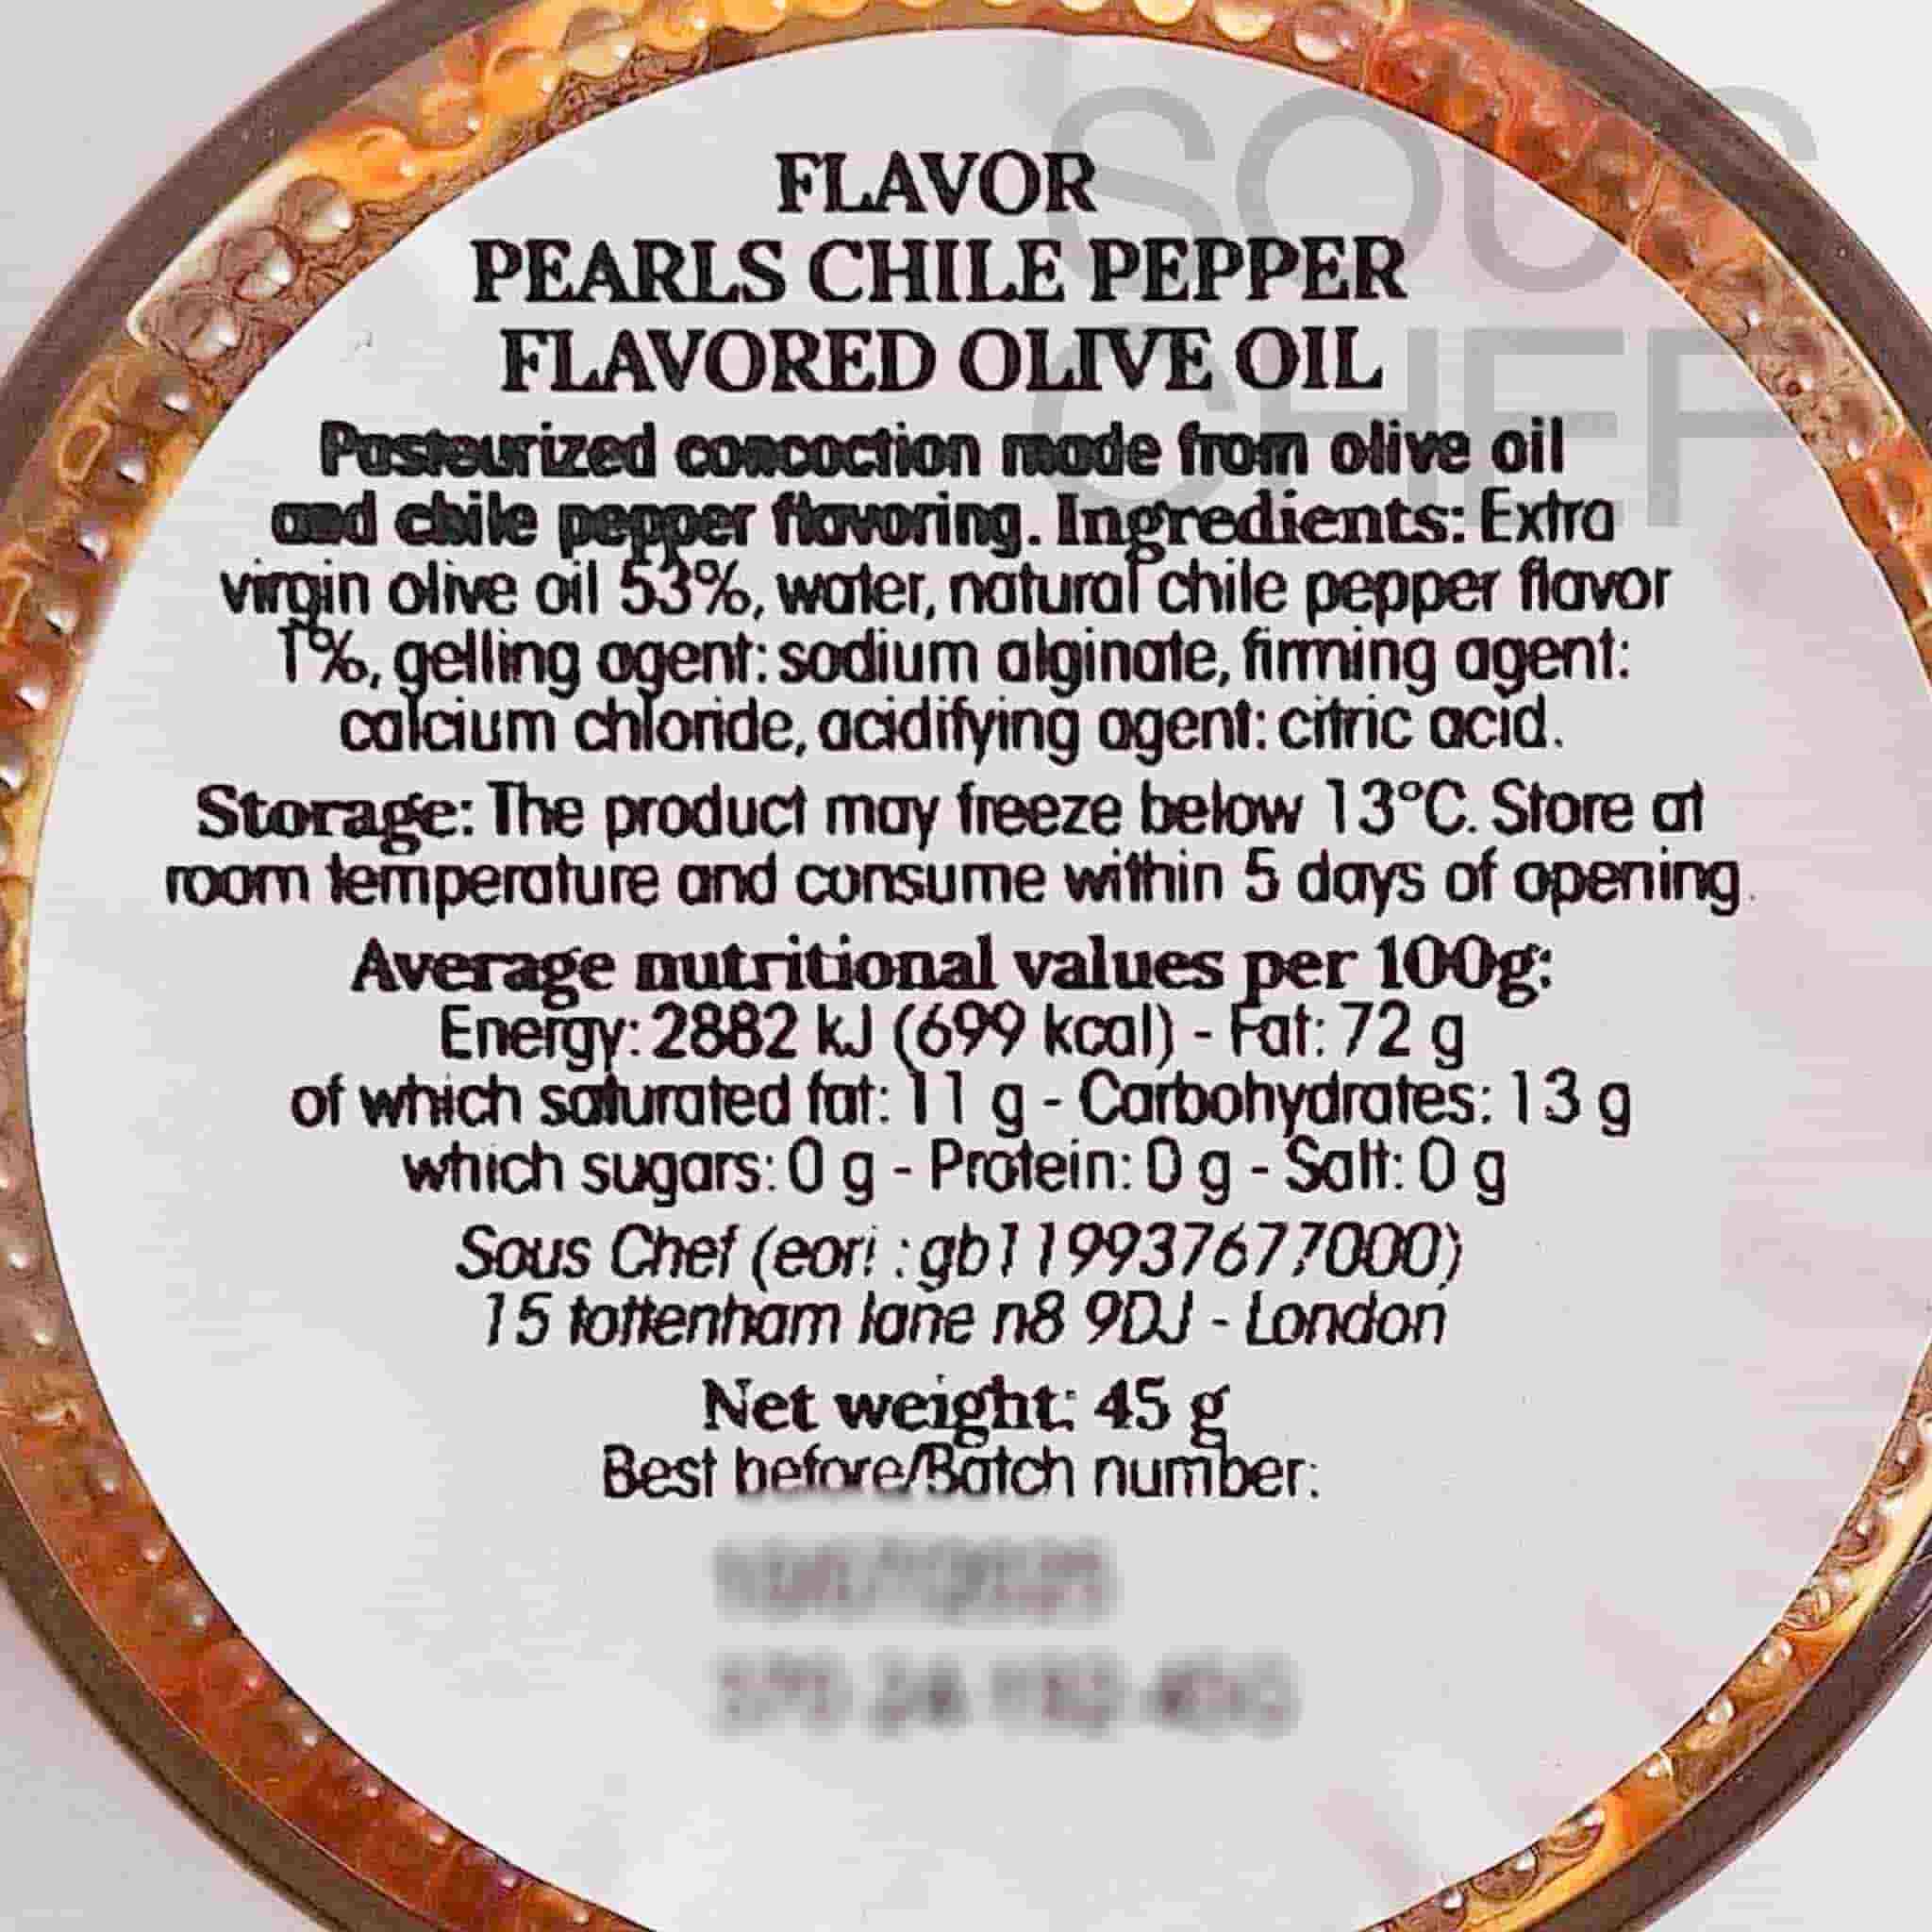 SOUS
CHEF
FLAVOR
PEARLS CHILE PEPPER
FLAVORED OLIVE OIL
Pasteurized concoction made from olive oil
and chile pepper flavoring. Ingredients: Extra
virgin olive oil 53%, water, natural chile pepper flavor
1%, gelling agent: sodium alginate, firming agent:
calcium chloride, acidifying agent: citric acid.
Storage: The product may freeze below 13°C. Store at
room temperature and consume within 5 days of opening.
Average nutritional values per 100g:
Energy: 2882 kJ (699 kcal) - Fat: 72 g
of which saturated fat: 11 g - Carbohydrates: 13 g
which sugars: 0 g - Protein: 0 g - Salt: 0 g
Sous Chef (eori :gb119937677000)
15 tottenham lane n8 9DJ - London
Net weight: 45 g
Best before/Batch number: